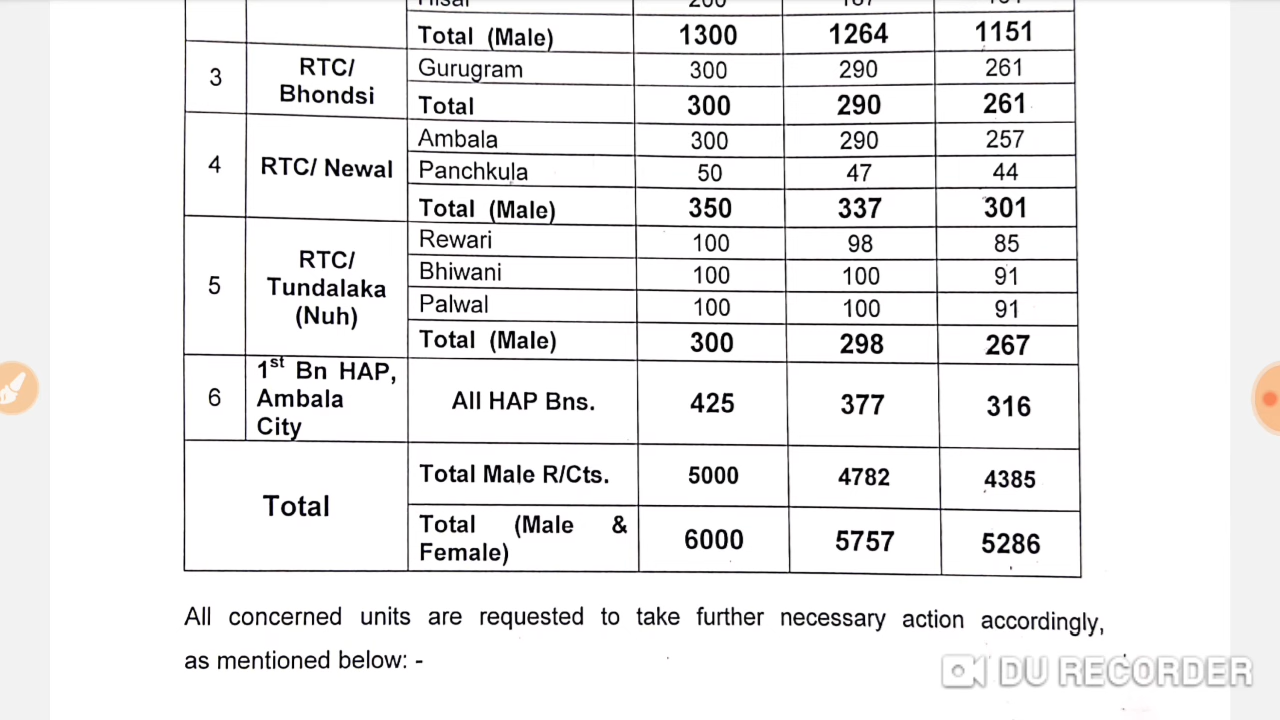 Total (Male) 1300 1264 1151
3 RTC/ Bhondsi Gurugram 300 290 261
Total 300 290 261
4 RTC/ Newal Ambala 300 290 257
Panchkula 50 47 44
Total (Male) 350 337 301
5 RTC/ Tundalaka (Nuh) Rewari 100 98 85
Bhiwani 100 100 91
Palwal 100 100 91
Total (Male) 300 298 267
6 1st Bn HAP, Ambala City All HAP Bns. 425 377 316
Total Total Male R/Cts. 5000 4782 4385
Total (Male & Female) 6000 5757 5286
All concerned units are requested to take further necessary action accordingly,
as mentioned below: -
DU RECORDER